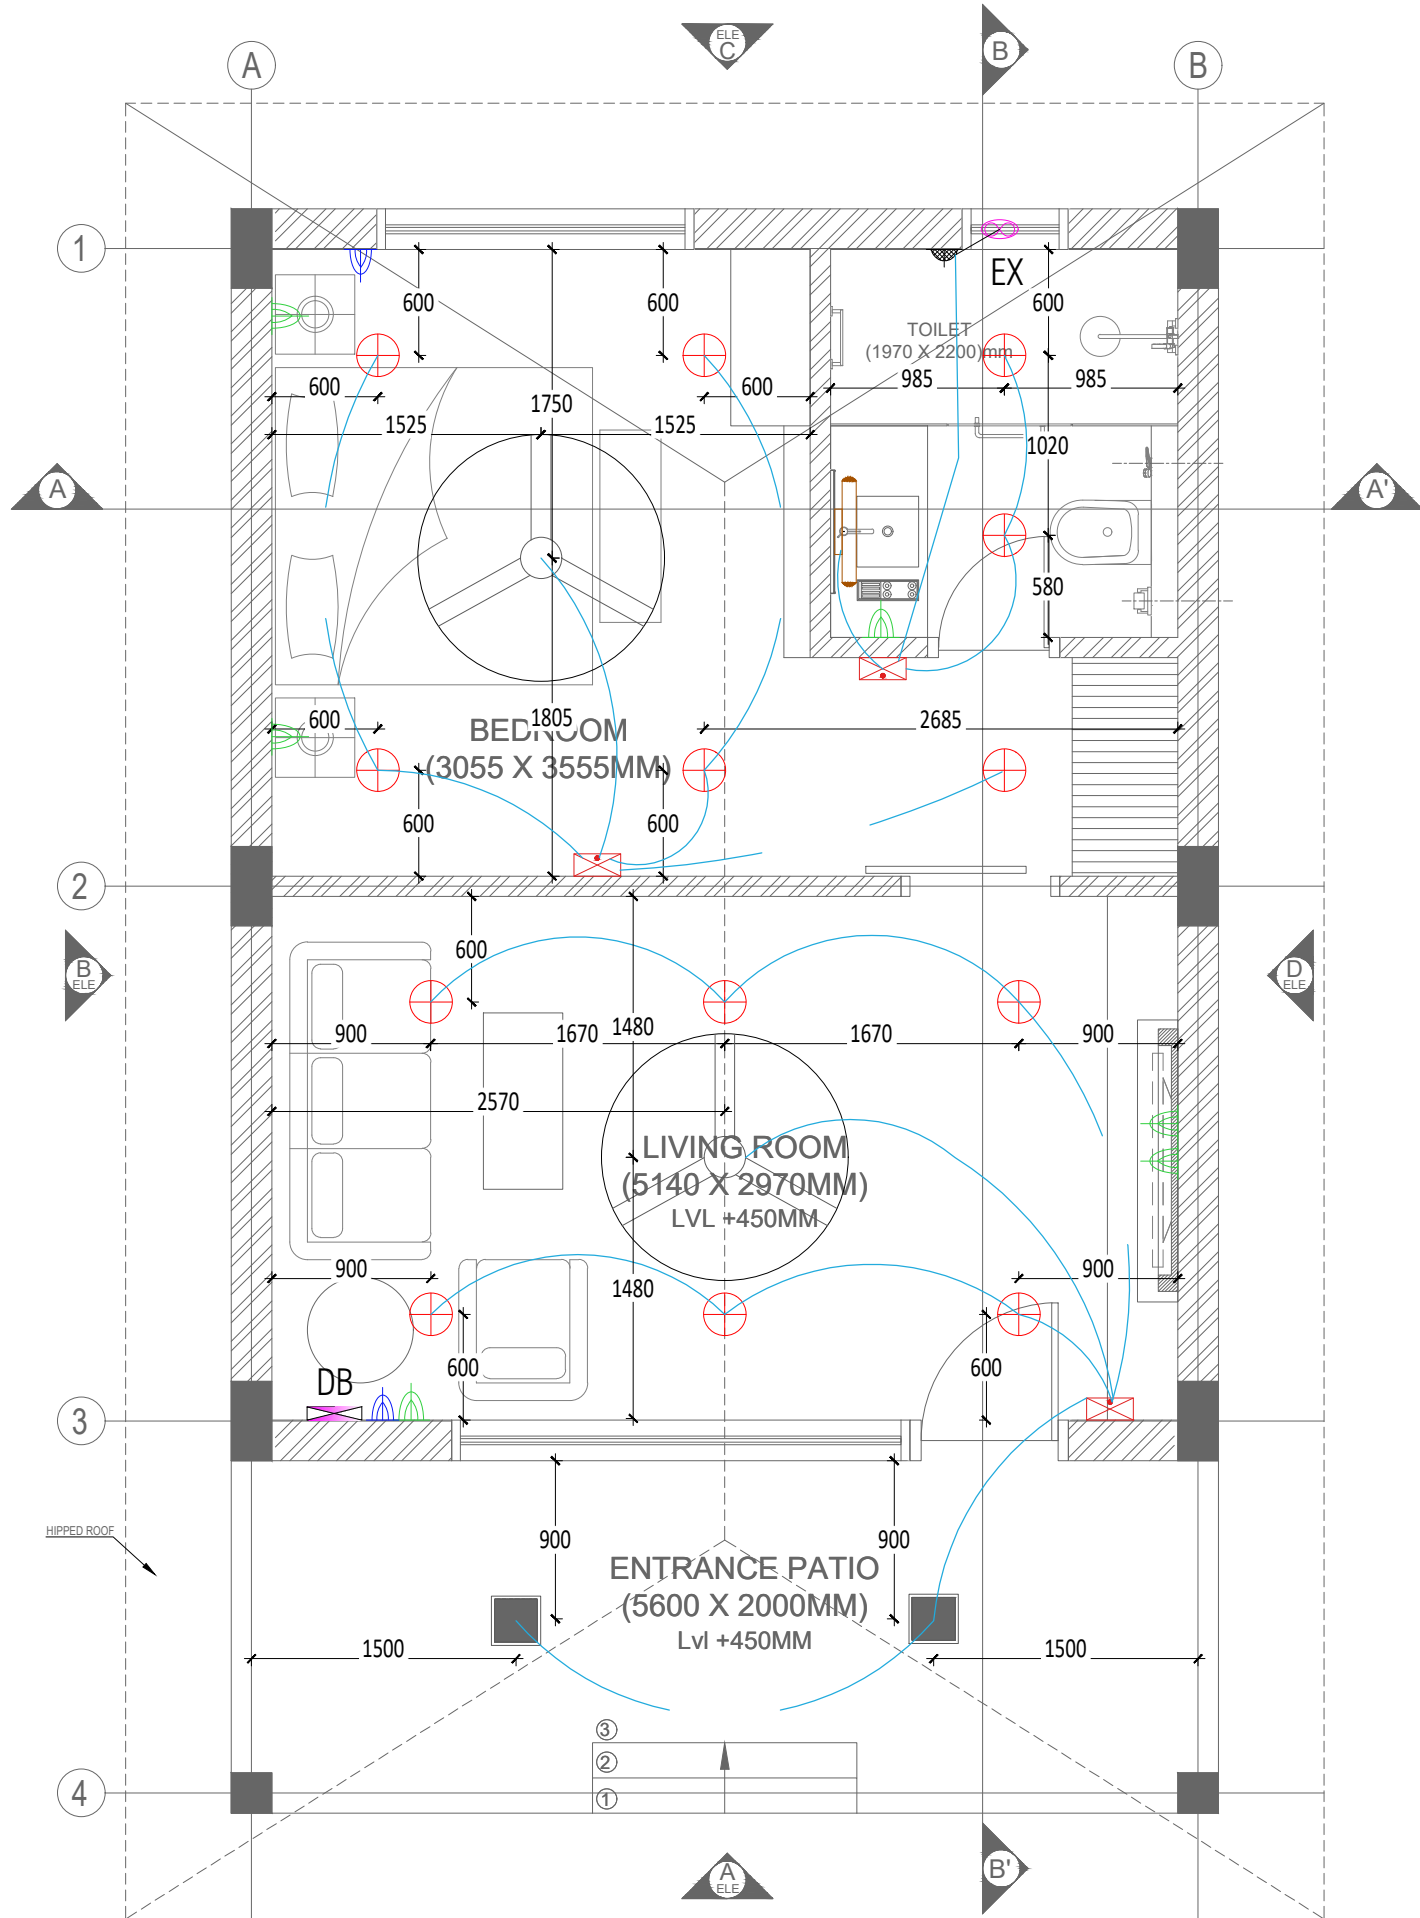 ELE
C
B
A
B
1
EX
600
600
600
TOILET
(1970 X 2200)mm
985
985
600
600
1750
1525
1525
1020
A
A'
580
600
2685
1805
BEDROOM
(3055 X 3555MM)
600
600
2
600
B
ELE
D
ELE
900
1670
1480
1670
900
2570
LIVING ROOM
(5140 X 2970MM)
LVL +450MM
900
900
1480
600
600
DB
3
HIPPED ROOF
900
900
ENTRANCE PATIO
(5600 X 2000MM)
Lvl +450MM
1500
1500
3
2
1
4
A
ELE
B'